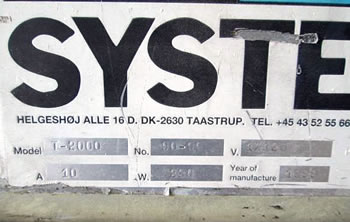 SYSTE
HELGESHØJ ALLE 16 D. DK-2630 TAASTRUP. TEL. +45 43 52 55 66
Model T-2000 No. V.
A 10 .W. Year of
manufacture